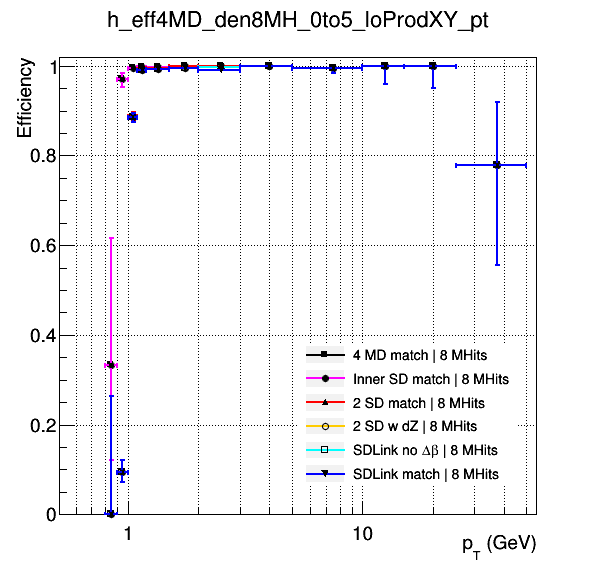 h_eff4MD_den8MH_0to5_loProdXY_pt
Efficiency
1
0.8
0.6
0.4
0.2
0
4 MD match | 8 MHits
Inner SD match | 8 MHits
2 SD match | 8 MHits
2 SD w dZ | 8 MHits
SDLink no Δβ | 8 MHits
SDLink match | 8 MHits
1 10
p_T (GeV)